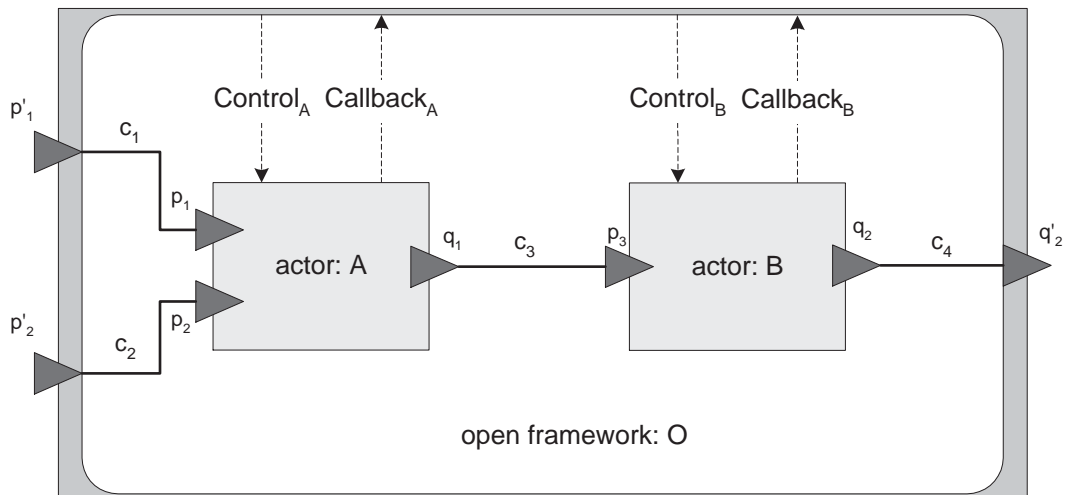 Control_A Callback_A Control_B Callback_B
p'_1
c_1
p_1
q_1 c_3 p_3 q_2 c_4 q'_2
actor: A actor: B
p'_2
p_2
c_2
open framework: O